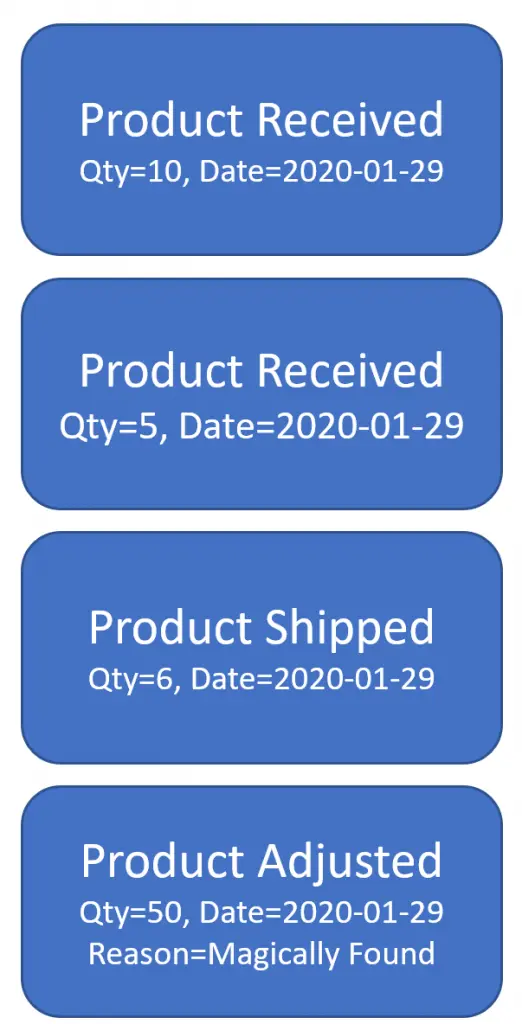 Product Received
Qty=10, Date=2020-01-29
Product Received
Qty=5, Date=2020-01-29
Product Shipped
Qty=6, Date=2020-01-29
Product Adjusted
Qty=50, Date=2020-01-29
Reason=Magically Found